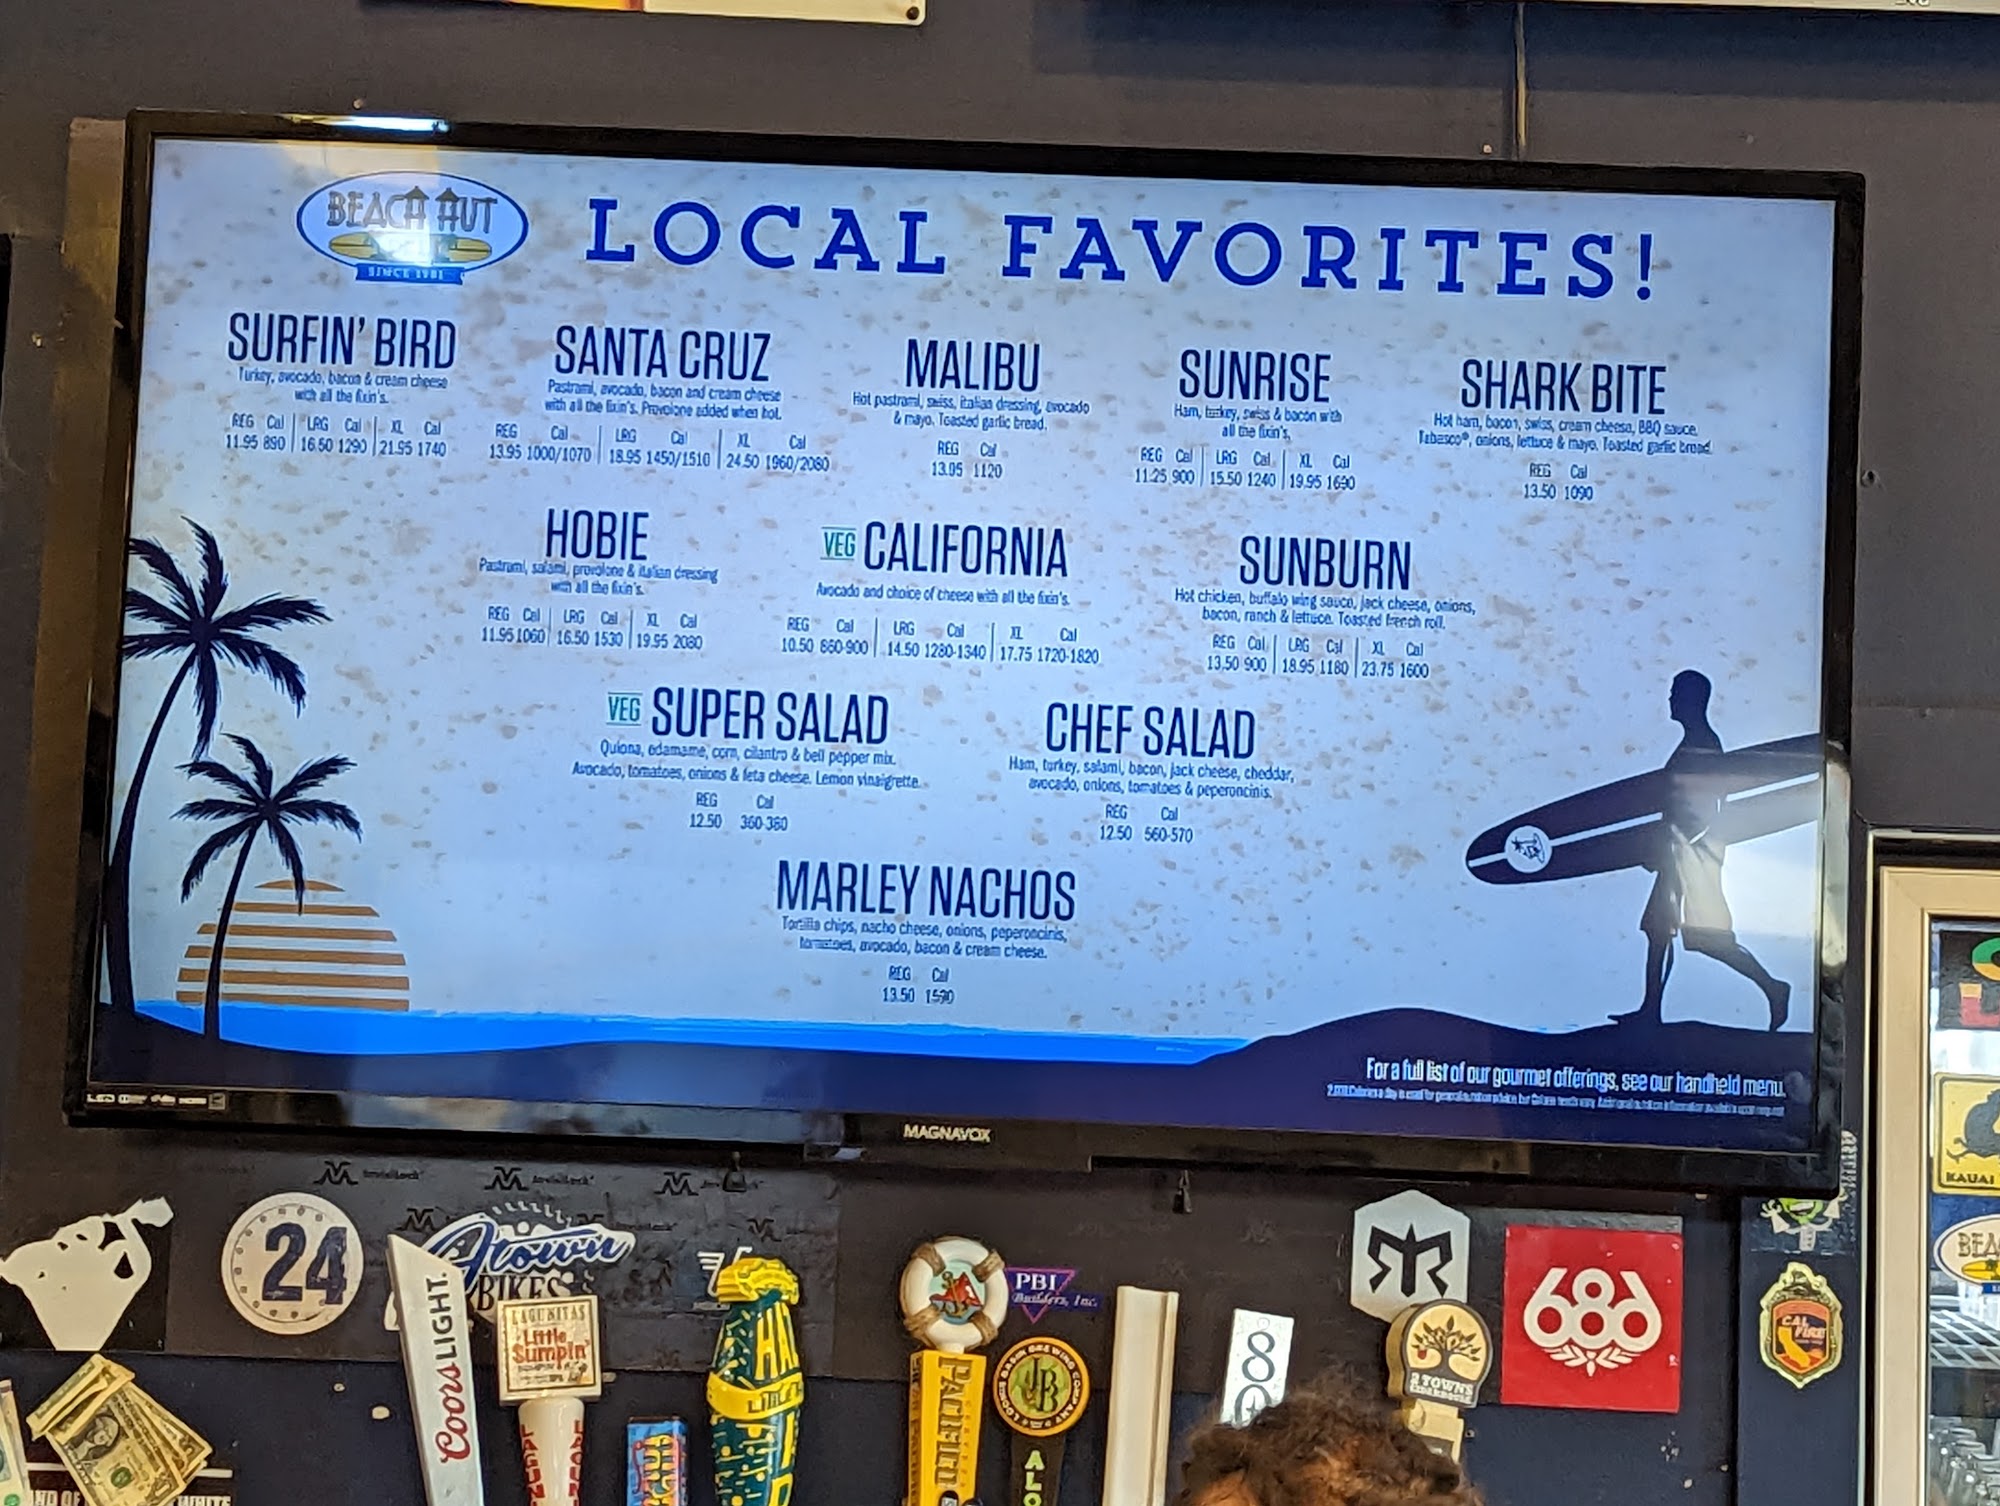 BEACH HUT
SINCE 1981
LOCAL FAVORITES!
SURFIN' BIRD
Turkey, avocado, bacon & cream cheese
with all the fixin's.
REG Cal | LRG Cal | XL Cal
11.95 890 | 16.50 1290 | 21.95 1740
SANTA CRUZ
Pastrami, avocado, bacon and cream cheese
with all the fixin's. Provolone added when hot.
REG Cal | LRG Cal | XL Cal
13.95 1000/1070 | 18.95 1450/1510 | 24.50 1960/2080
MALIBU
Hot pastrami, swiss, italian dressing, avocado
& mayo. Toasted garlic bread.
REG Cal
13.95 1120
SUNRISE
Ham, turkey, swiss & bacon with
all the fixin's.
REG Cal | LRG Cal | XL Cal
11.25 900 | 15.50 1240 | 19.95 1690
SHARK BITE
Hot ham, bacon, swiss, cream cheese, BBQ sauce,
Tabasco®, onions, lettuce & mayo. Toasted garlic bread.
REG Cal
13.50 1090
HOBIE
Pastrami, salami, provolone & italian dressing
with all the fixin's.
REG Cal | LRG Cal | XL Cal
11.95 1060 | 16.50 1530 | 19.95 2080
VEG CALIFORNIA
Avocado and choice of cheese with all the fixin's.
REG Cal | LRG Cal | XL Cal
10.50 860-900 | 14.50 1280-1340 | 17.75 1720-1820
SUNBURN
Hot chicken, buffalo wing sauce, jack cheese, onions,
bacon, ranch & lettuce. Toasted french roll.
REG Cal | LRG Cal | XL Cal
13.50 900 | 18.95 1180 | 23.75 1600
VEG SUPER SALAD
Quiona, edamame, corn, cilantro & bell pepper mix.
Avocado, tomatoes, onions & feta cheese. Lemon vinaigrette.
REG Cal
12.50 360-380
CHEF SALAD
Ham, turkey, salami, bacon, jack cheese, cheddar,
avocado, onions, tomatoes & peperoncinis.
REG Cal
12.50 560-570
MARLEY NACHOS
Tortilla chips, nacho cheese, onions, peperoncinis,
tomatoes, avocado, bacon & cream cheese.
REG Cal
13.50
For a full list of our gourmet offerings, see our handheld menu.
MAGNAVOX
24
Atown
BIKES
Coors LIGHT
LAGUNITAS
Little
Sumpin'
PACIFICO
PBI
Builders, Inc.
ALO
2 TOWNS
686
CAL
FIRE
KAUAI
BEA